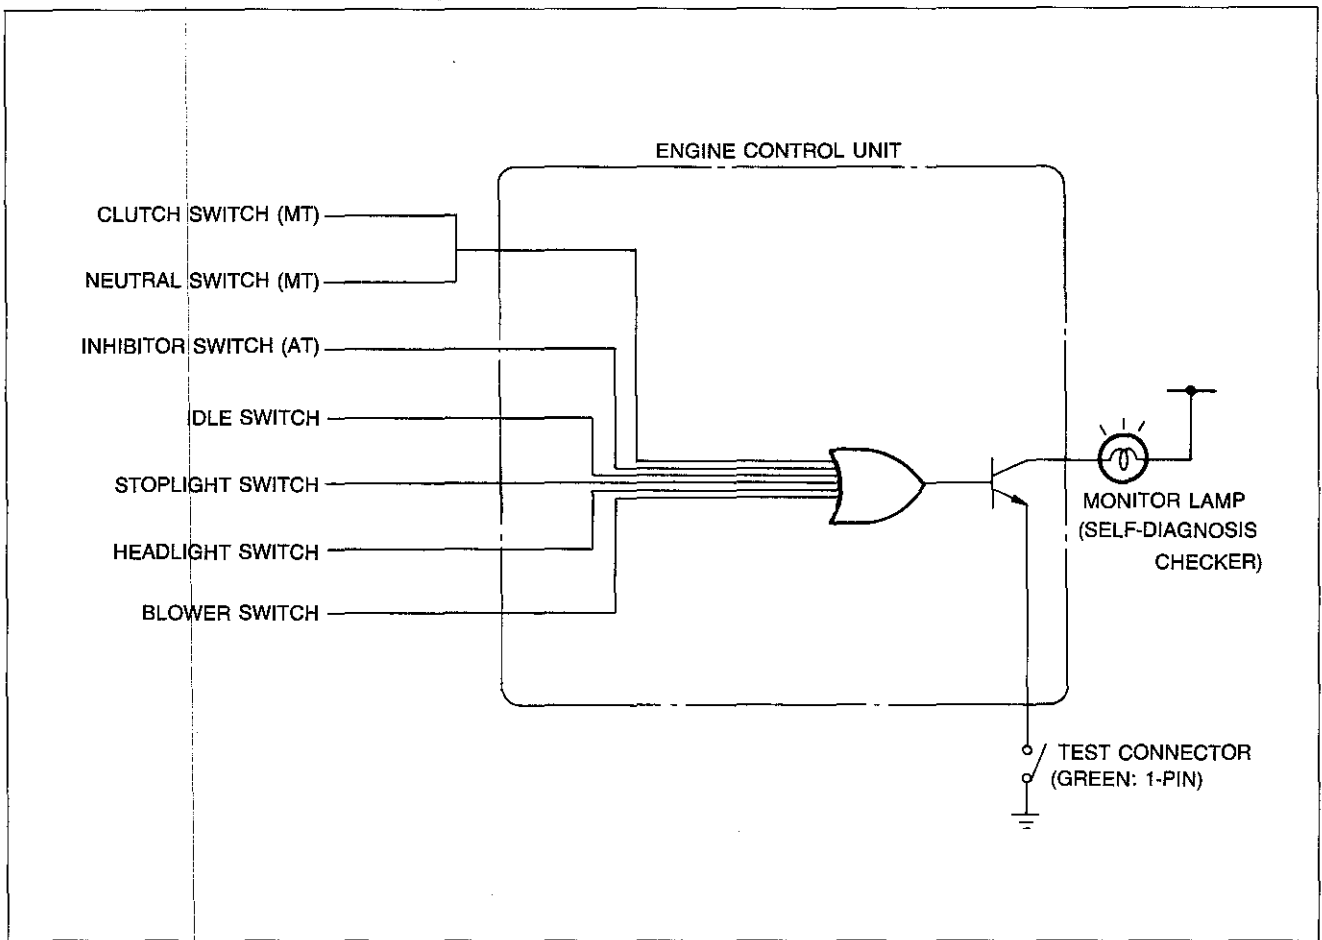 ENGINE CONTROL UNIT
CLUTCH SWITCH (MT)
NEUTRAL SWITCH (MT)
INHIBITOR SWITCH (AT)
IDLE SWITCH
STOPLIGHT SWITCH
HEADLIGHT SWITCH
BLOWER SWITCH
MONITOR LAMP
(SELF-DIAGNOSIS
CHECKER)
TEST CONNECTOR
(GREEN: 1-PIN)